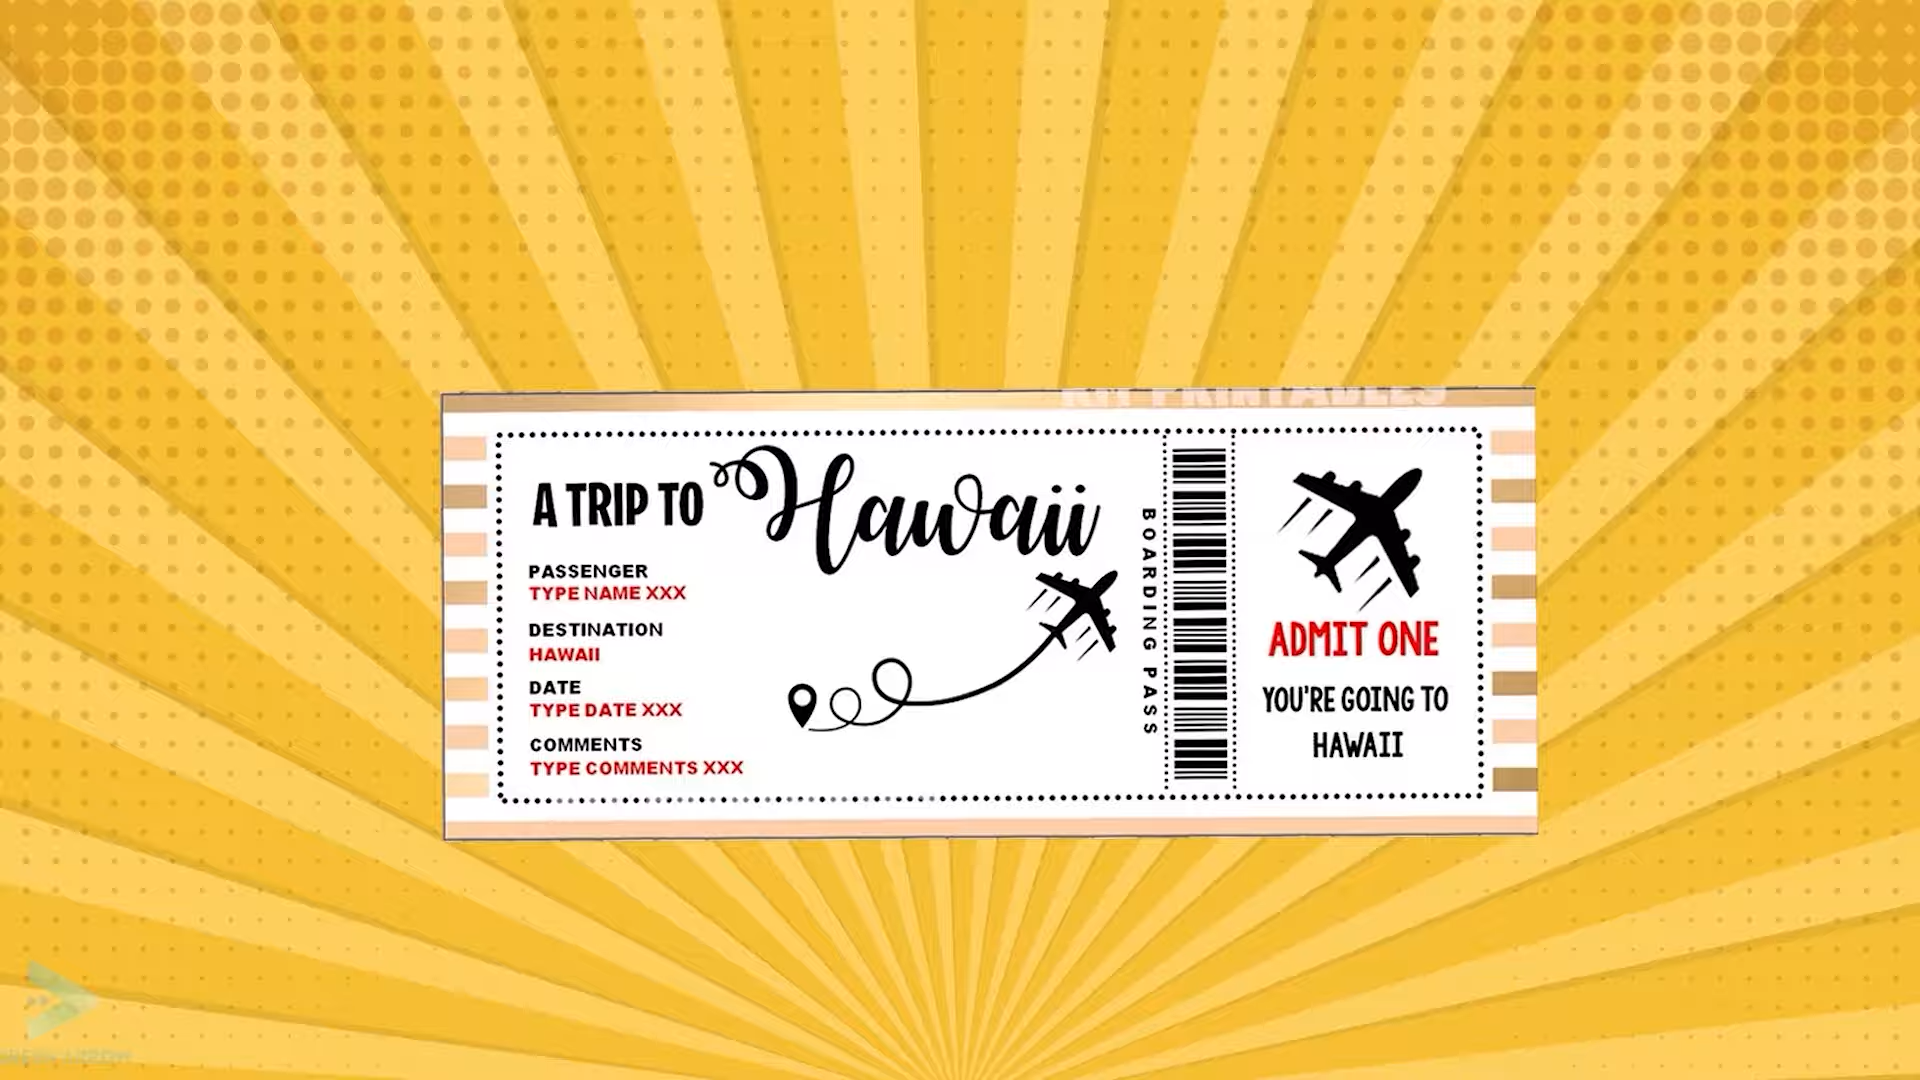 A TRIP TO Hawaii
PASSENGER
TYPE NAME XXX
DESTINATION
HAWAII
DATE
TYPE DATE XXX
COMMENTS
TYPE COMMENTS XXX
BOARDING PASS
ADMIT ONE
YOU'RE GOING TO
HAWAII